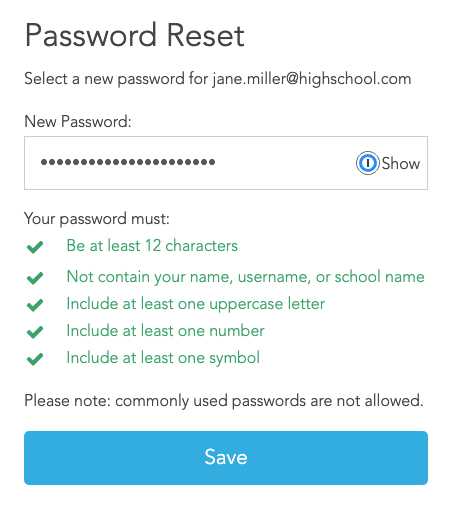 Password Reset
Select a new password for jane.miller@highschool.com
New Password:
•••••••••••••••••••••• Show
Your password must:
Be at least 12 characters
Not contain your name, username, or school name
Include at least one uppercase letter
Include at least one number
Include at least one symbol
Please note: commonly used passwords are not allowed.
Save